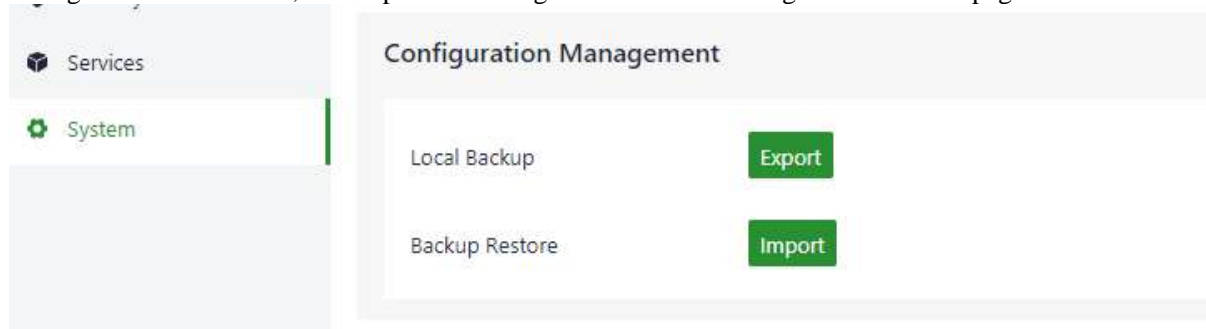 Services
System
Configuration Management
Local Backup
Export
Backup Restore
Import